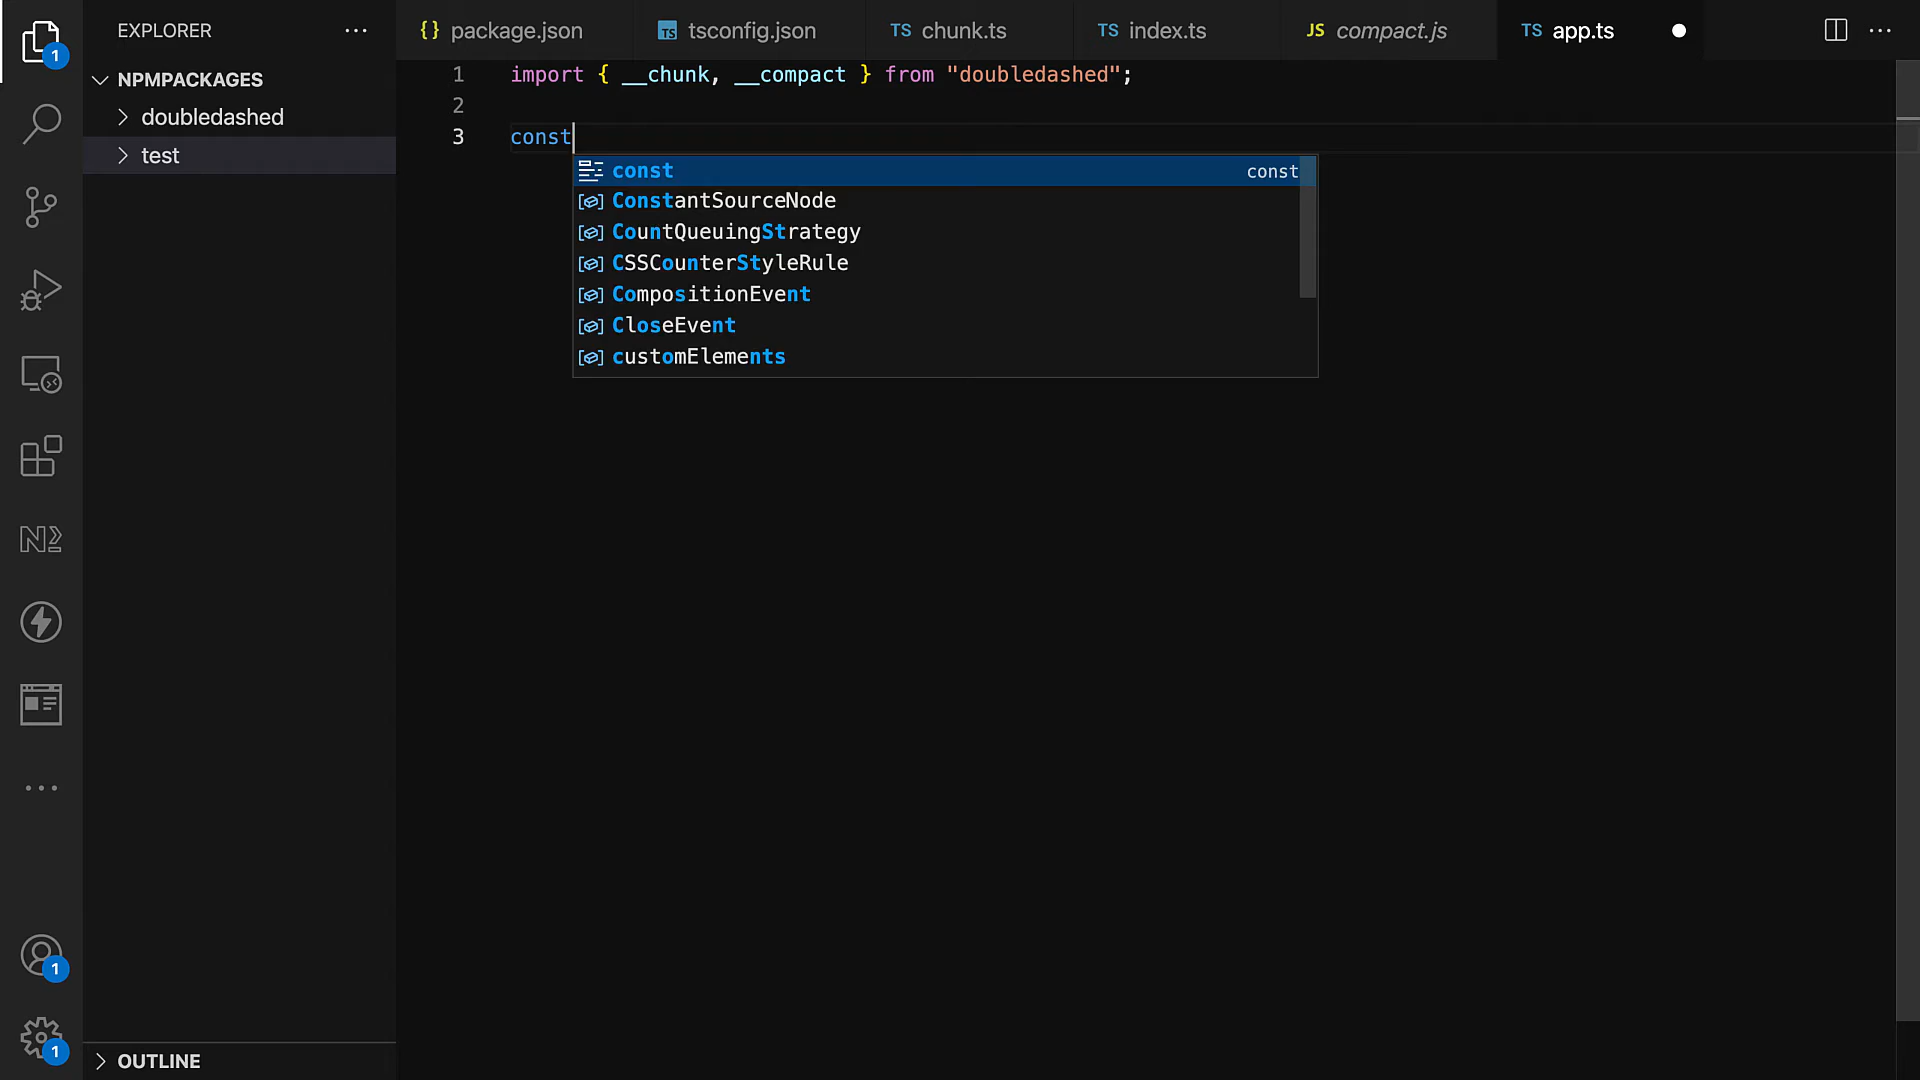 EXPLORER
{} package.json
TS tsconfig.json
TS chunk.ts
TS index.ts
JS compact.js
TS app.ts
1
NPMPACKAGES
doubledashed
test
1 import { __chunk, __compact } from "doubledashed";
2
3 const
const const
ConstantSourceNode
CountQueuingStrategy
CSSCounterStyleRule
CompositionEvent
CloseEvent
customElements
1
1
OUTLINE